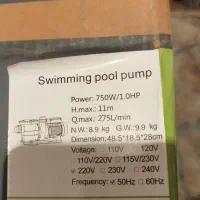 Swimming pool pump
Power: 750W/1.0HP
H.max.: 11m
Q.max.: 275L/min
N.W.: 8.9 kg G.W.: 9.9 kg
Dimension: 48.5*18.5*28cm
Voltage: □ 110V □ 120V
□ 110V/220V □ 115V/230V
☑ 220V □ 230V □ 240V
Frequency: ☑ 50Hz □ 60Hz